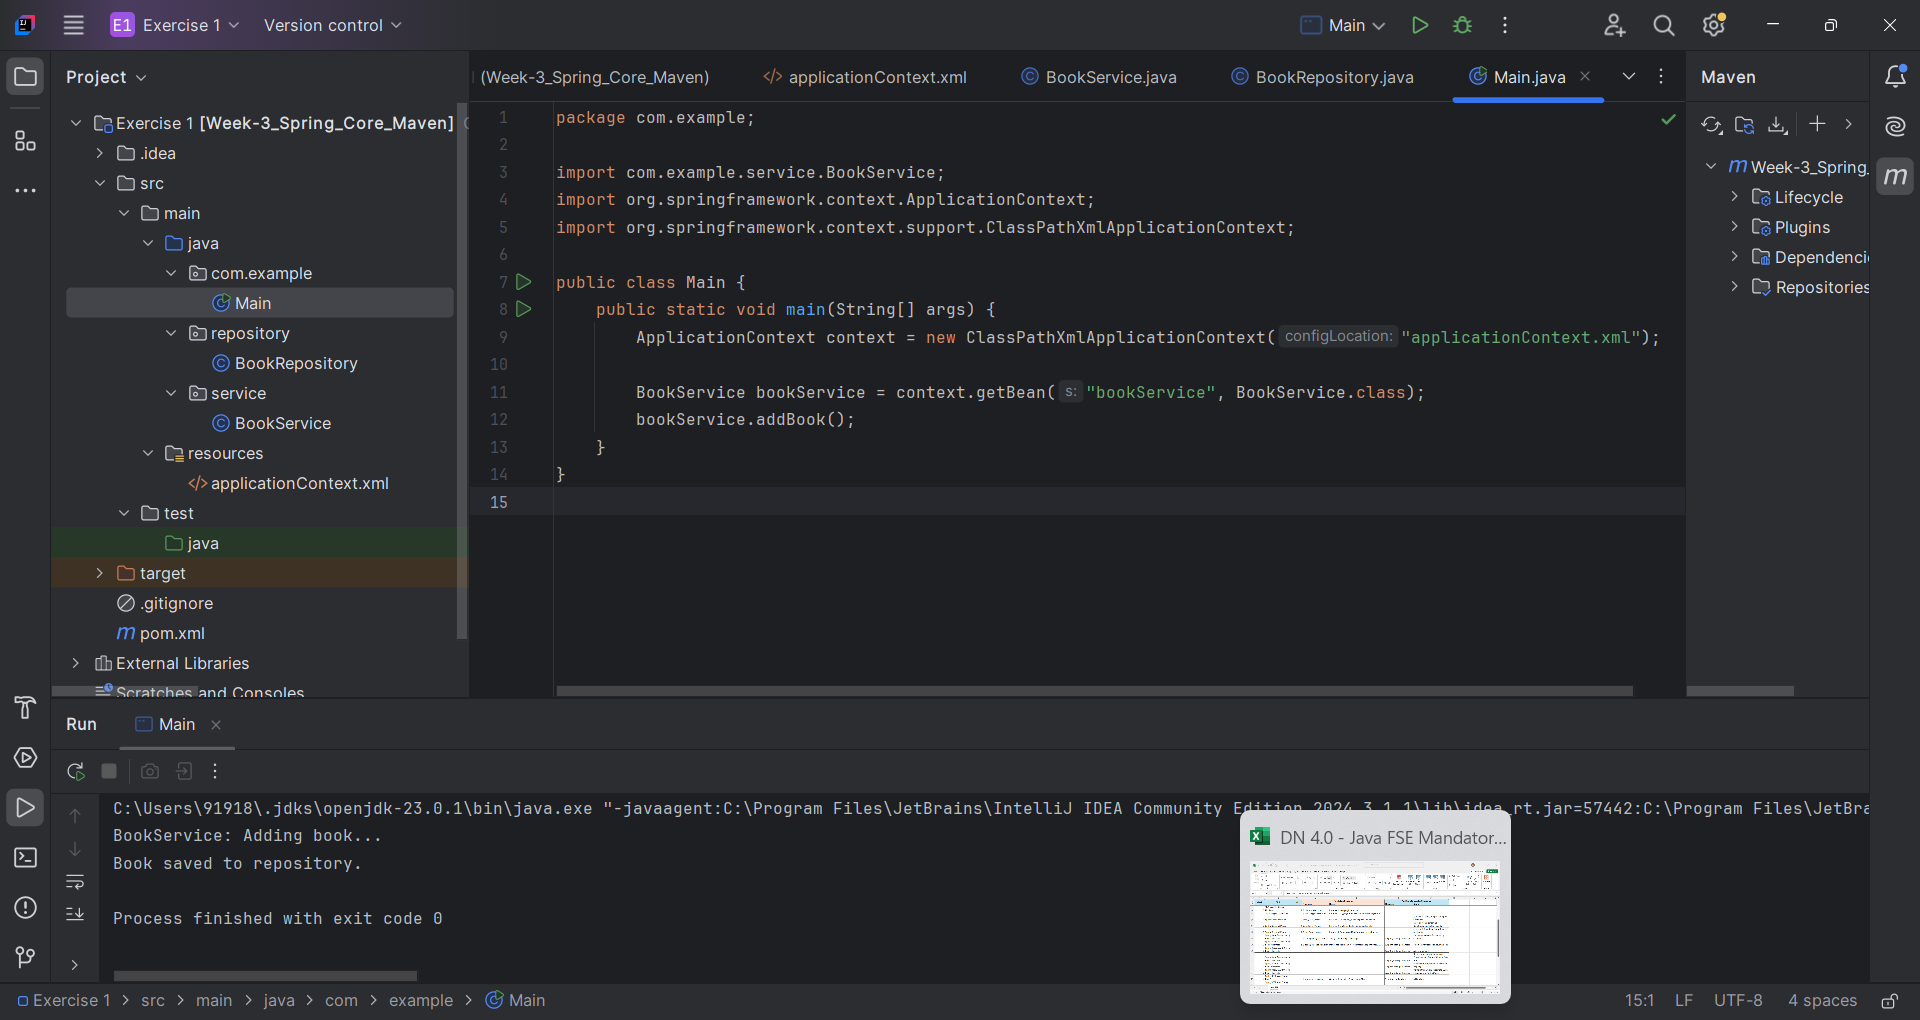 E1 Exercise 1
Version control
Main
Project
(Week-3_Spring_Core_Maven)
applicationContext.xml
BookService.java
BookRepository.java
Main.java
Maven
Exercise 1 [Week-3_Spring_Core_Maven]
.idea
src
main
java
com.example
Main
repository
BookRepository
service
BookService
resources
applicationContext.xml
test
java
target
.gitignore
pom.xml
External Libraries
Scratches and Consoles
1 package com.example;
2
3 import com.example.service.BookService;
4 import org.springframework.context.ApplicationContext;
5 import org.springframework.context.support.ClassPathXmlApplicationContext;
6
7 public class Main {
8 public static void main(String[] args) {
9 ApplicationContext context = new ClassPathXmlApplicationContext( configLocation: "applicationContext.xml");
10
11 BookService bookService = context.getBean( s: "bookService", BookService.class);
12 bookService.addBook();
13 }
14 }
15
m Week-3_Spring_
Lifecycle
Plugins
Dependenci
Repositories
m
Run
Main
C:\Users\91918\.jdks\openjdk-23.0.1\bin\java.exe "-javaagent:C:\Program Files\JetBrains\IntelliJ IDEA Community Edition 2024.3.1.1\lib\idea_rt.jar=57442:C:\Program Files\JetBra
BookService: Adding book...
Book saved to repository.
Process finished with exit code 0
DN 4.0 - Java FSE Mandator...
Exercise 1 > src > main > java > com > example > Main
15:1 LF UTF-8 4 spaces